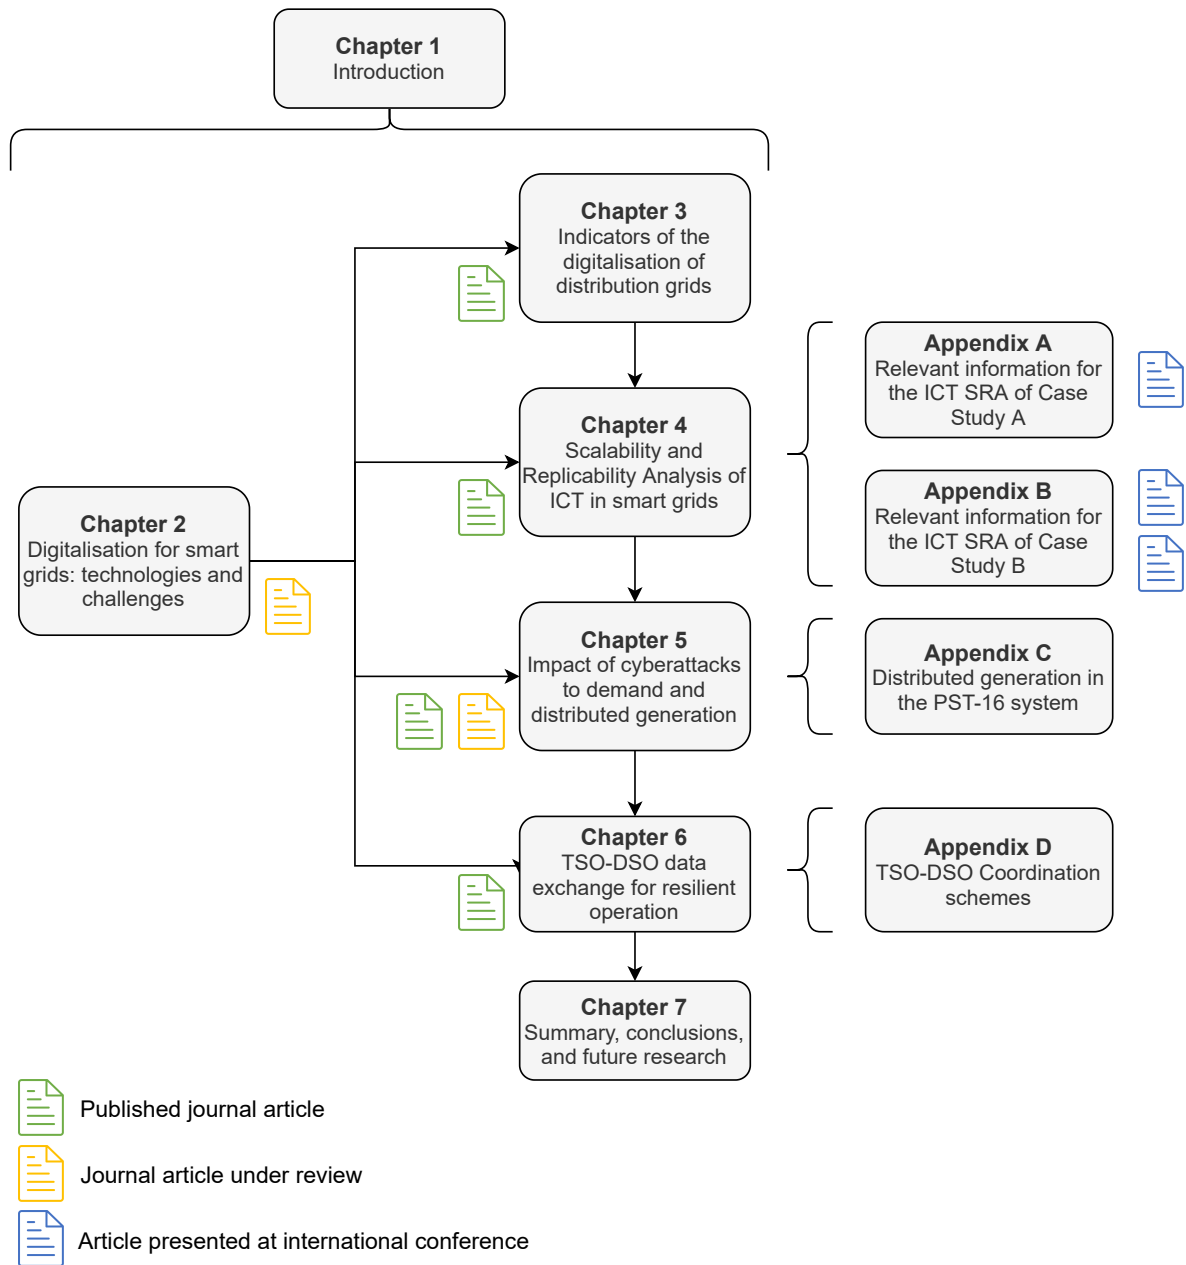 Chapter 1
Introduction
Chapter 3
Indicators of the
digitalisation of
distribution grids
Chapter 4
Scalability and
Replicability Analysis of
ICT in smart grids
Appendix A
Relevant information for
the ICT SRA of Case
Study A
Appendix B
Relevant information for
the ICT SRA of Case
Study B
Chapter 2
Digitalisation for smart
grids: technologies and
challenges
Chapter 5
Impact of cyberattacks
to demand and
distributed generation
Appendix C
Distributed generation in
the PST-16 system
Chapter 6
TSO-DSO data
exchange for resilient
operation
Appendix D
TSO-DSO Coordination
schemes
Chapter 7
Summary, conclusions,
and future research
Published journal article
Journal article under review
Article presented at international conference